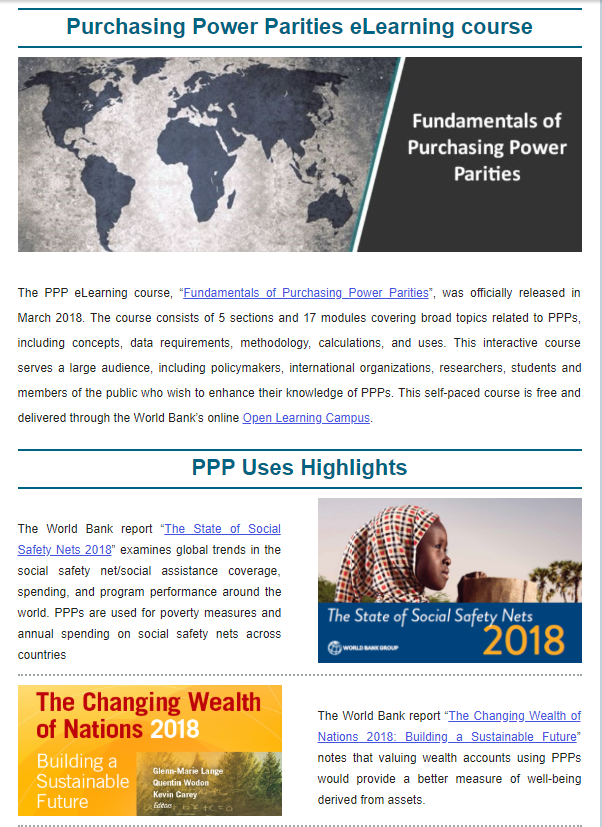 Purchasing Power Parities eLearning course
Fundamentals of
Purchasing Power
Parities
The PPP eLearning course, “Fundamentals of Purchasing Power Parities”, was officially released in
March 2018. The course consists of 5 sections and 17 modules covering broad topics related to PPPs,
including concepts, data requirements, methodology, calculations, and uses. This interactive course
serves a large audience, including policymakers, international organizations, researchers, students and
members of the public who wish to enhance their knowledge of PPPs. This self-paced course is free and
delivered through the World Bank’s online Open Learning Campus.
PPP Uses Highlights
The World Bank report “The State of Social
Safety Nets 2018” examines global trends in the
social safety net/social assistance coverage,
spending, and program performance around the
world. PPPs are used for poverty measures and
annual spending on social safety nets across
countries
The State of Social Safety Nets
2018
WORLD BANK GROUP
The Changing Wealth
of Nations 2018
Building a
Sustainable
Future
Glenn-Marie Lange
Quentin Wodon
Kevin Carey
Editors
The World Bank report “The Changing Wealth of
Nations 2018: Building a Sustainable Future”
notes that valuing wealth accounts using PPPs
would provide a better measure of well-being
derived from assets.